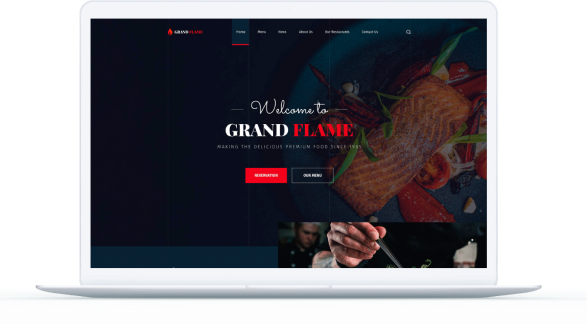 GRAND FLAME
Home Menu News About Us Our Restaurants Contact Us
Welcome to
GRAND FLAME
MAKING THE DELICIOUS PREMIUM FOOD SINCE 1985
RESERVATION OUR MENU